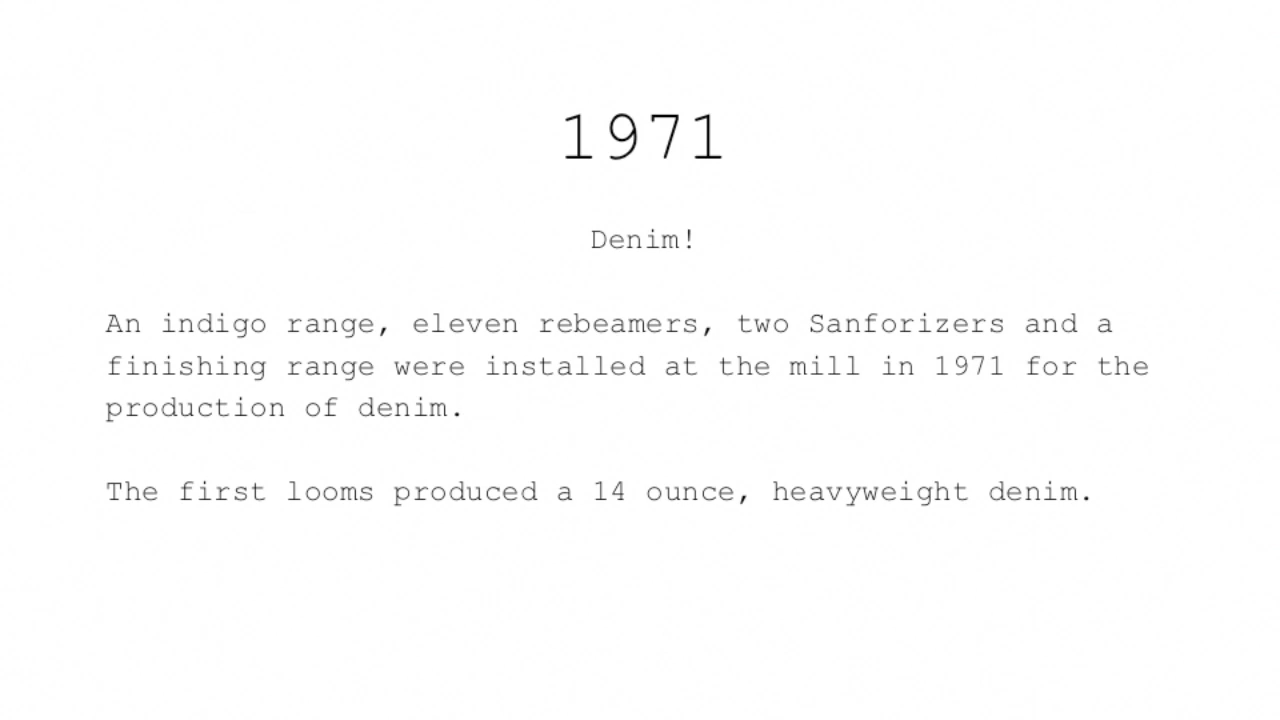 1971
Denim!
An indigo range, eleven rebeamers, two Sanforizers and a
finishing range were installed at the mill in 1971 for the
production of denim.
The first looms produced a 14 ounce, heavyweight denim.